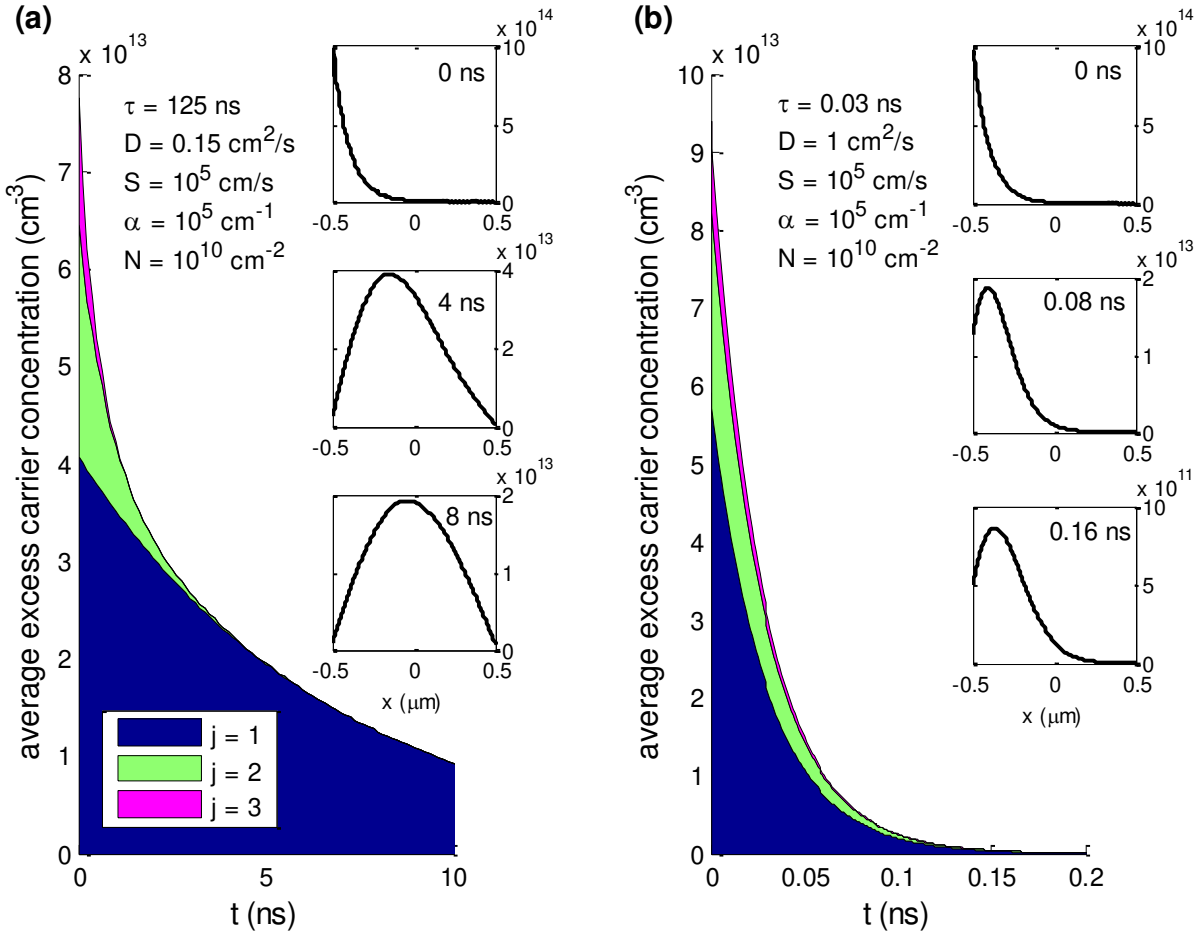 (a)
x 10^13
8
7
6
5
4
3
2
1
0
average excess carrier concentration (cm^-3)
0 5 10
t (ns)
τ = 125 ns
D = 0.15 cm^2/s
S = 10^5 cm/s
α = 10^5 cm^-1
N = 10^10 cm^-2
x 10^14
10
5
0
0 ns
-0.5 0 0.5
x 10^13
4
2
0
4 ns
-0.5 0 0.5
x 10^13
2
1
0
8 ns
-0.5 0 0.5
x (μm)
j = 1
j = 2
j = 3
(b)
x 10^13
10
9
8
7
6
5
4
3
2
1
0
average excess carrier concentration (cm^-3)
0 0.05 0.1 0.15 0.2
t (ns)
τ = 0.03 ns
D = 1 cm^2/s
S = 10^5 cm/s
α = 10^5 cm^-1
N = 10^10 cm^-2
x 10^14
10
5
0
0 ns
-0.5 0 0.5
x 10^13
2
1
0
0.08 ns
-0.5 0 0.5
x 10^11
10
5
0
0.16 ns
-0.5 0 0.5
x (μm)